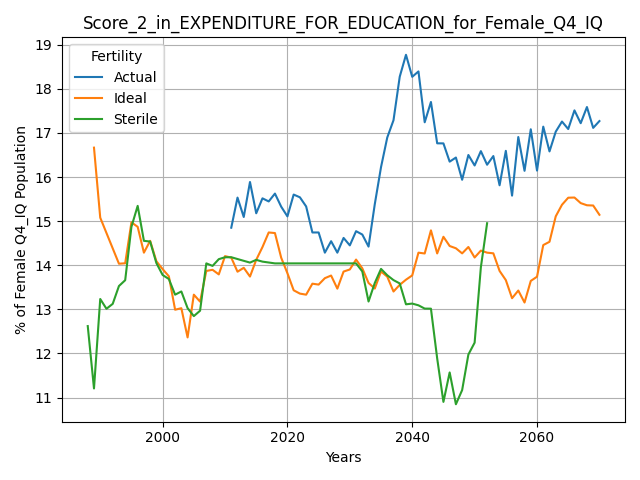 Score_2_in_EXPENDITURE_FOR_EDUCATION_for_Female_Q4_IQ
Fertility
Actual
Ideal
Sterile
% of Female Q4_IQ Population
19
18
17
16
15
14
13
12
11
2000 2020 2040 2060
Years